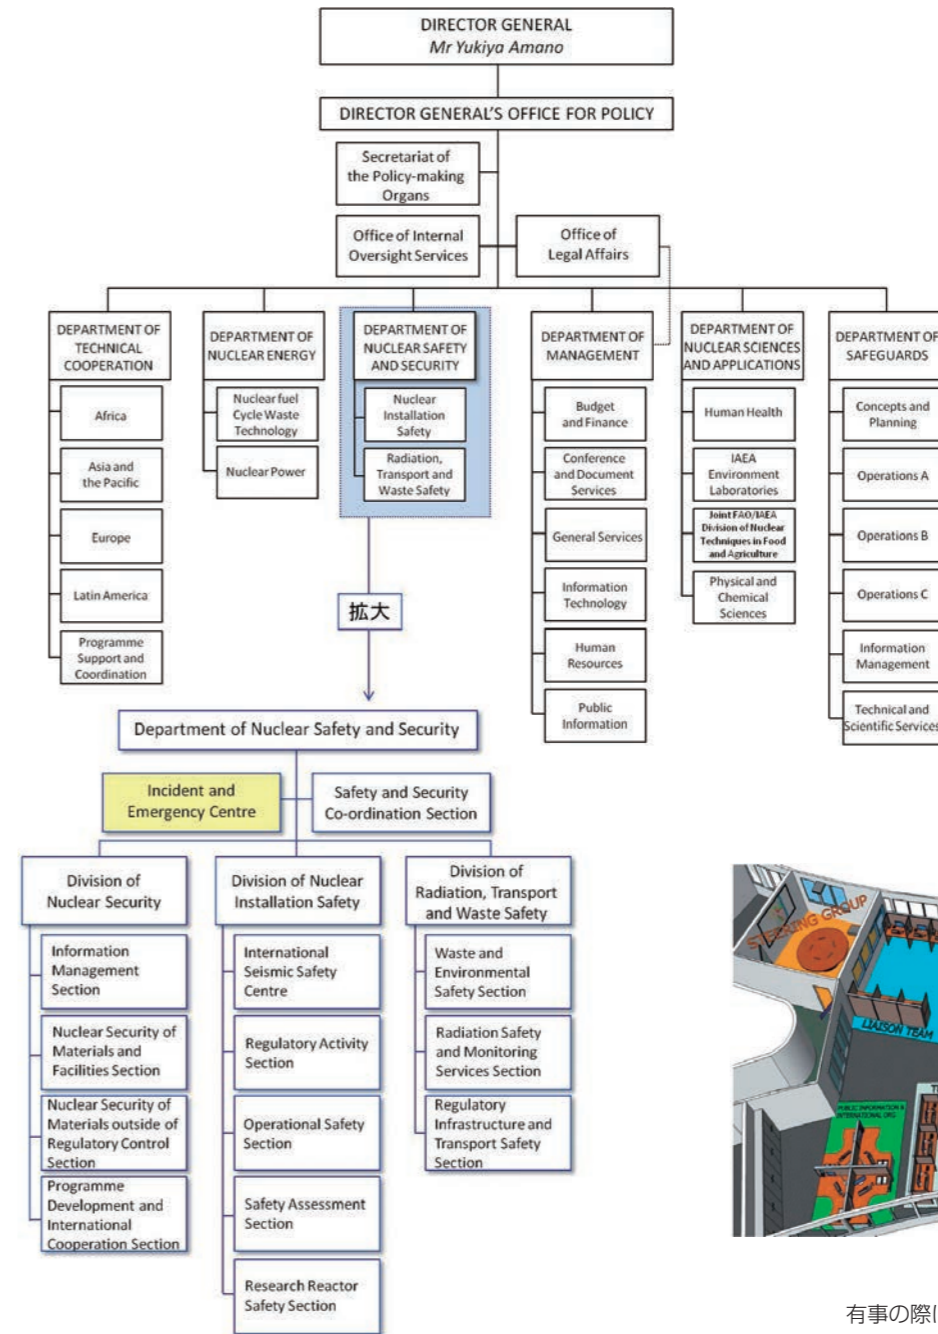 DIRECTOR GENERAL
Mr Yukiya Amano
DIRECTOR GENERAL'S OFFICE FOR POLICY
Secretariat of
the Policy-making
Organs
Office of Internal
Oversight Services
Office of
Legal Affairs
DEPARTMENT OF
TECHNICAL
COOPERATION
Africa
Asia and
the Pacific
Europe
Latin America
Programme
Support and
Coordination
DEPARTMENT OF
NUCLEAR ENERGY
Nuclear fuel
Cycle Waste
Technology
Nuclear Power
DEPARTMENT OF
NUCLEAR SAFETY
AND SECURITY
Nuclear
Installation
Safety
Radiation,
Transport and
Waste Safety
DEPARTMENT OF
MANAGEMENT
Budget
and Finance
Conference
and Document
Services
General Services
Information
Technology
Human
Resources
Public
Information
DEPARTMENT OF
NUCLEAR SCIENCES
AND APPLICATIONS
Human Health
IAEA
Environment
Laboratories
Joint FAO/IAEA
Division of Nuclear
Techniques in Food
and Agriculture
Physical and
Chemical
Sciences
DEPARTMENT OF
SAFEGUARDS
Concepts and
Planning
Operations A
Operations B
Operations C
Information
Management
Technical and
Scientific Services
拡大
Department of Nuclear Safety and Security
Incident and
Emergency Centre
Safety and Security
Co-ordination Section
Division of
Nuclear Security
Information
Management
Section
Nuclear Security of
Materials and
Facilities Section
Nuclear Security of
Materials outside of
Regulatory Control
Section
Programme
Development and
International
Cooperation Section
Division of Nuclear
Installation Safety
International
Seismic Safety
Centre
Regulatory Activity
Section
Operational Safety
Section
Safety Assessment
Section
Research Reactor
Safety Section
Division of
Radiation, Transport
and Waste Safety
Waste and
Environmental
Safety Section
Radiation Safety
and Monitoring
Services Section
Regulatory
Infrastructure and
Transport Safety
Section
STEERING GROUP
LIAISON TEAM
PUBLIC INFORMATION &
INTERNATIONAL ORG
有事の際に